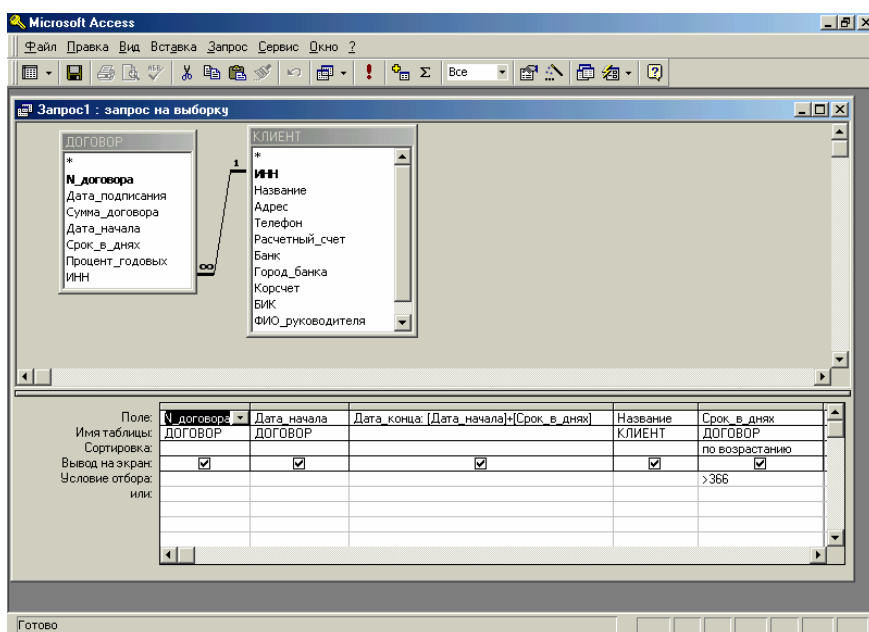 Microsoft Access
Файл Правка Вид Вставка Запрос Сервис Окно ?
Все
Запрос1 : запрос на выборку
ДОГОВОР
*
N_договора
Дата_подписания
Сумма_договора
Дата_начала
Срок_в_днях
Процент_годовых
ИНН
1
∞
КЛИЕНТ
*
ИНН
Название
Адрес
Телефон
Расчетный_счет
Банк
Город_банка
Корсчет
БИК
ФИО_руководителя
Поле: N_договора Дата_начала Дата_конца: [Дата_начала]+[Срок_в_днях] Название Срок_в_днях
Имя таблицы: ДОГОВОР ДОГОВОР КЛИЕНТ ДОГОВОР
Сортировка: по возрастанию
Вывод на экран:
Условие отбора: >366
или:
Готово